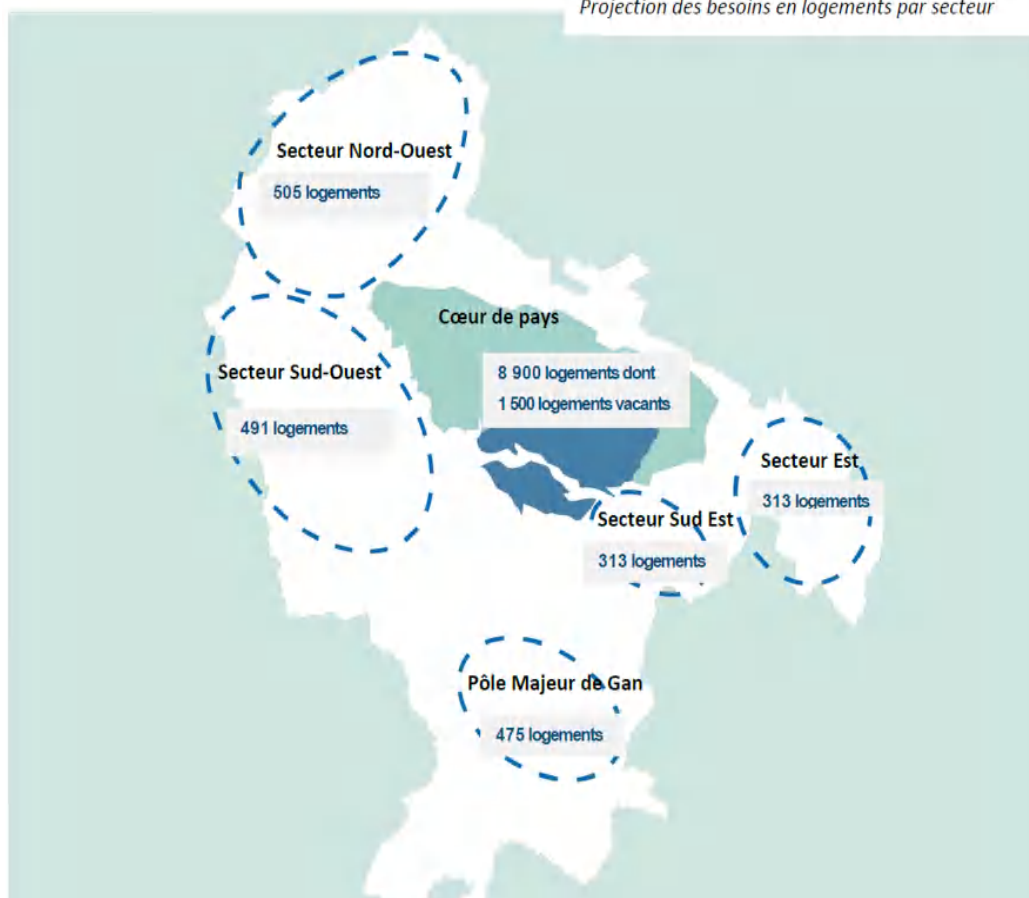 Projection des besoins en logements par secteur
Secteur Nord-Ouest
505 logements
Cœur de pays
8 900 logements dont
1 500 logements vacants
Secteur Sud-Ouest
491 logements
Secteur Est
313 logements
Secteur Sud Est
313 logements
Pôle Majeur de Gan
475 logements